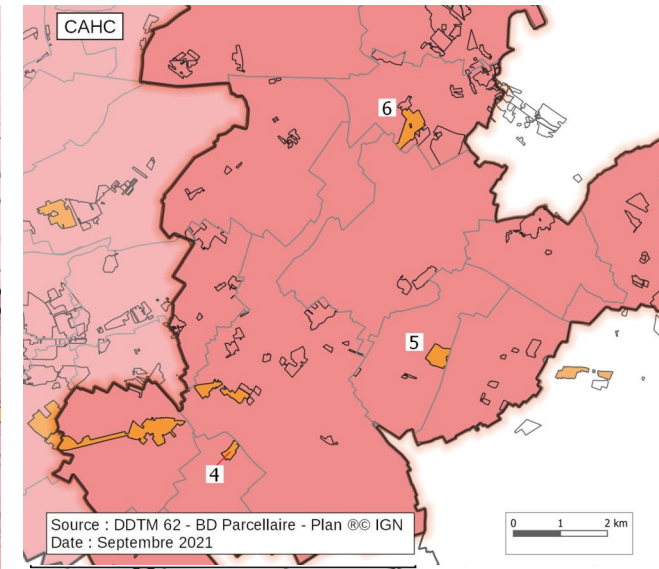 CAHC
6
5
4
Source : DDTM 62 - BD Parcellaire - Plan ®© IGN
Date : Septembre 2021
0 1 2 km